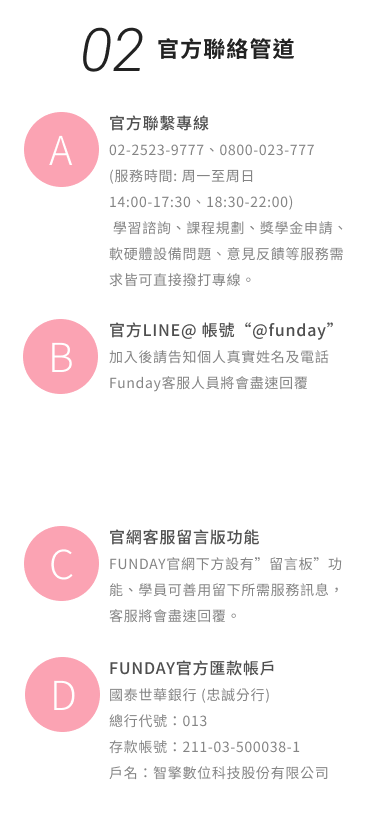 02 官方聯絡管道
A
官方聯繫專線
02-2523-9777、0800-023-777
(服務時間: 周一至周日
14:00-17:30、18:30-22:00)
學習諮詢、課程規劃、獎學金申請、
軟硬體設備問題、意見反饋等服務需
求皆可直接撥打專線。
B
官方LINE@ 帳號“@funday”
加入後請告知個人真實姓名及電話
Funday客服人員將會盡速回覆
C
官網客服留言版功能
FUNDAY官網下方設有”留言板”功
能、學員可善用留下所需服務訊息，
客服將會盡速回覆。
D
FUNDAY官方匯款帳戶
國泰世華銀行 (忠誠分行)
總行代號：013
存款帳號：211-03-500038-1
戶名：智擎數位科技股份有限公司